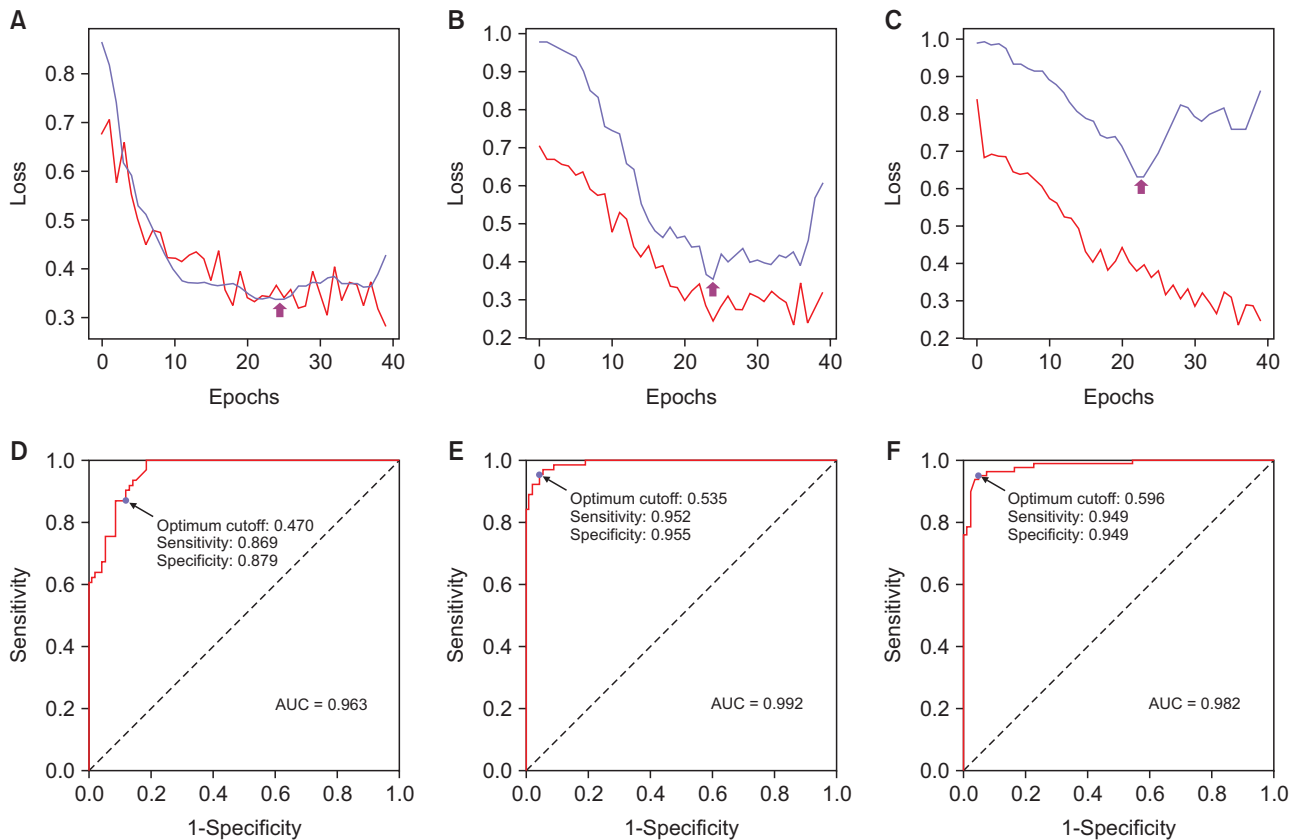 A
B
C
0.8
0.7
0.6
0.5
0.4
0.3
Loss
0
10
20
30
40
Epochs
1.0
0.9
0.8
0.7
0.6
0.5
0.4
0.3
0.2
Loss
0
10
20
30
40
Epochs
1.0
0.9
0.8
0.7
0.6
0.5
0.4
0.3
0.2
Loss
0
10
20
30
40
Epochs
D
E
F
1.0
0.8
0.6
0.4
0.2
0.0
Sensitivity
Optimum cutoff: 0.470
Sensitivity: 0.869
Specificity: 0.879
AUC = 0.963
0.0
0.2
0.4
0.6
0.8
1.0
1-Specificity
1.0
0.8
0.6
0.4
0.2
0.0
Sensitivity
Optimum cutoff: 0.535
Sensitivity: 0.952
Specificity: 0.955
AUC = 0.992
0.0
0.2
0.4
0.6
0.8
1.0
1-Specificity
1.0
0.8
0.6
0.4
0.2
0.0
Sensitivity
Optimum cutoff: 0.596
Sensitivity: 0.949
Specificity: 0.949
AUC = 0.982
0.0
0.2
0.4
0.6
0.8
1.0
1-Specificity